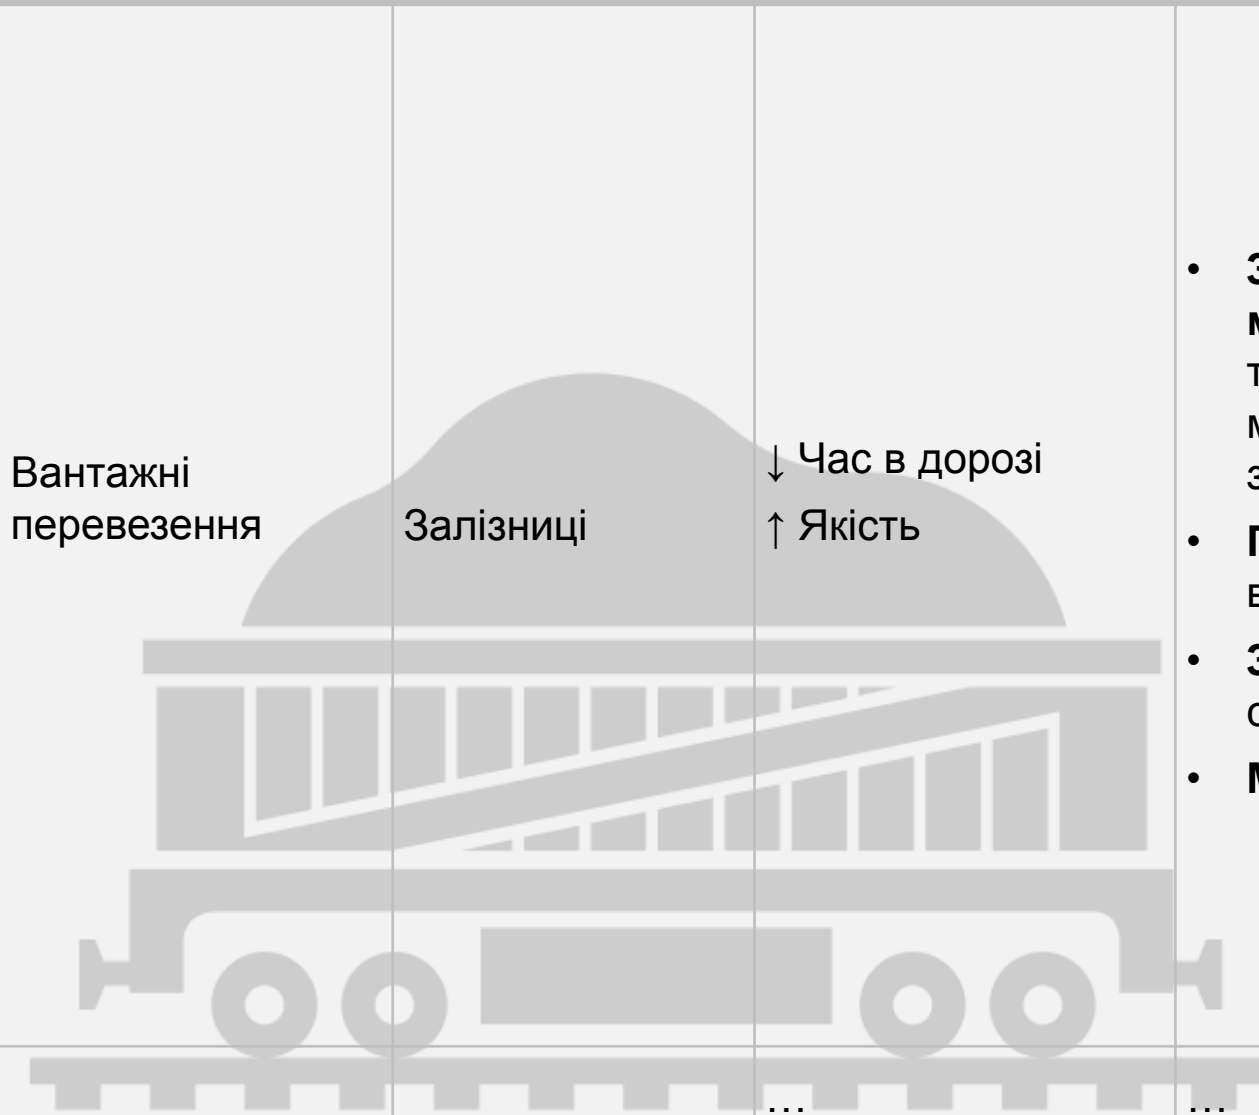 Вантажні
перевезення
Залізниці
↓ Час в дорозі
↑ Якість
•
•
•
•
...
...